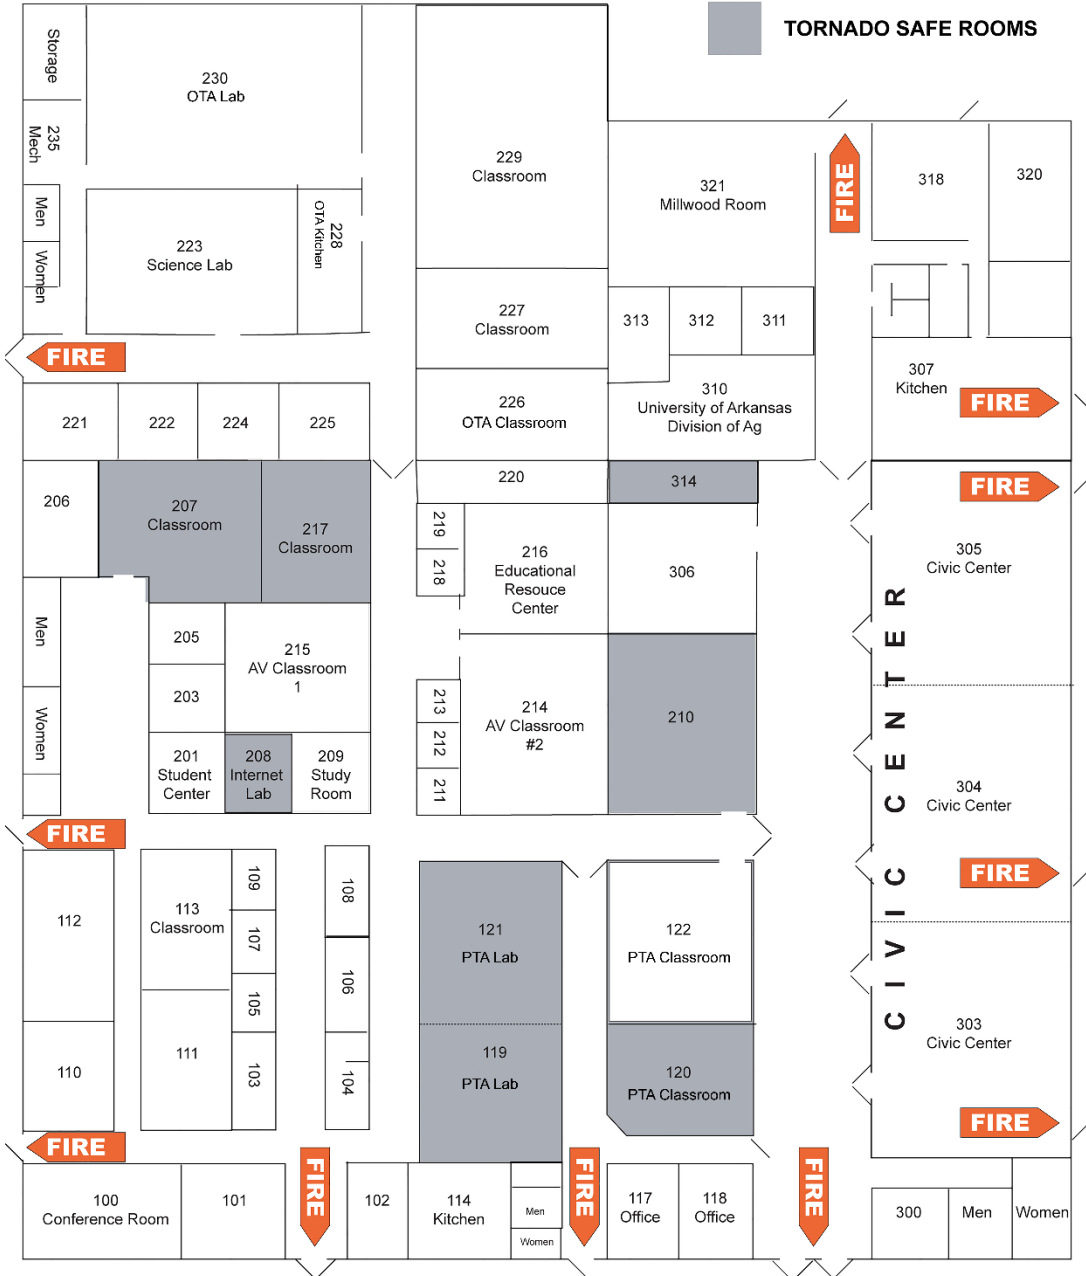 TORNADO SAFE ROOMS
Storage
230
OTA Lab
229
Classroom
235
Mech
321
Millwood Room
FIRE
318
320
Men
Women
223
Science Lab
228
OTA Kitchen
227
Classroom
313
312
311
FIRE
307
Kitchen
FIRE
221
222
224
225
226
OTA Classroom
310
University of Arkansas
Division of Ag
206
207
Classroom
217
Classroom
220
314
FIRE
219
218
216
Educational
Resouce
Center
306
305
Civic Center
Men
Women
205
203
215
AV Classroom
1
213
212
211
214
AV Classroom
#2
210
CIVIC CENTER
304
Civic Center
201
Student
Center
208
Internet
Lab
209
Study
Room
FIRE
FIRE
112
113
Classroom
109
107
105
103
108
106
104
121
PTA Lab
122
PTA Classroom
303
Civic Center
110
111
119
PTA Lab
120
PTA Classroom
FIRE
FIRE
FIRE
FIRE
FIRE
100
Conference Room
101
102
114
Kitchen
Men
Women
117
Office
118
Office
300
Men
Women